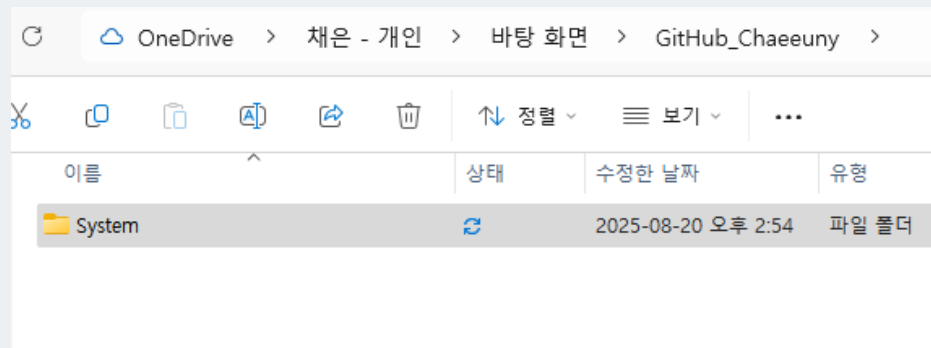 OneDrive > 채은 - 개인 > 바탕 화면 > GitHub_Chaeeuny >
정렬 보기 ...
이름 상태 수정한 날짜 유형
System 2025-08-20 오후 2:54 파일 폴더